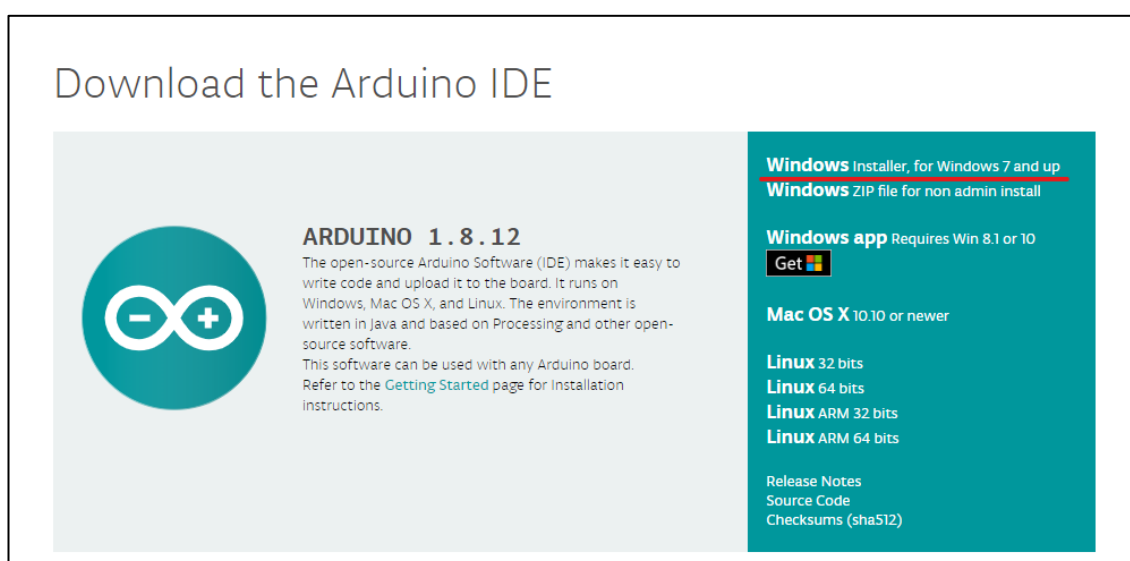 Download the Arduino IDE
ARDUINO 1.8.12
The open-source Arduino Software (IDE) makes it easy to
write code and upload it to the board. It runs on
Windows, Mac OS X, and Linux. The environment is
written in Java and based on Processing and other open-
source software.
This software can be used with any Arduino board.
Refer to the Getting Started page for Installation
instructions.
Windows Installer, for Windows 7 and up
Windows ZIP file for non admin install
Windows app Requires Win 8.1 or 10
Get
Mac OS X 10.10 or newer
Linux 32 bits
Linux 64 bits
Linux ARM 32 bits
Linux ARM 64 bits
Release Notes
Source Code
Checksums (sha512)